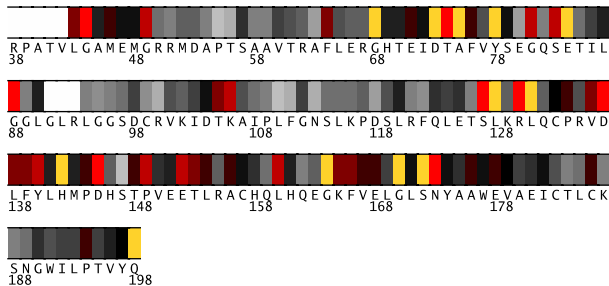 RPATVLGAMEMGRRMDAPTSAAVTRAFLERGHTEIDTAFVYSEGQSETIL
38 48 58 68 78
GGLGLRLGGSDCRVKIDTKAIPLFGNSLKPDSLRFQLETSLKRLQCPRVD
88 98 108 118 128
LFYLHMPDHSTPVEETLRACHQLHQEGKFVELGLSNYAAWEVAEICTLCK
138 148 158 168 178
SNGWILPTVYQ
188 198